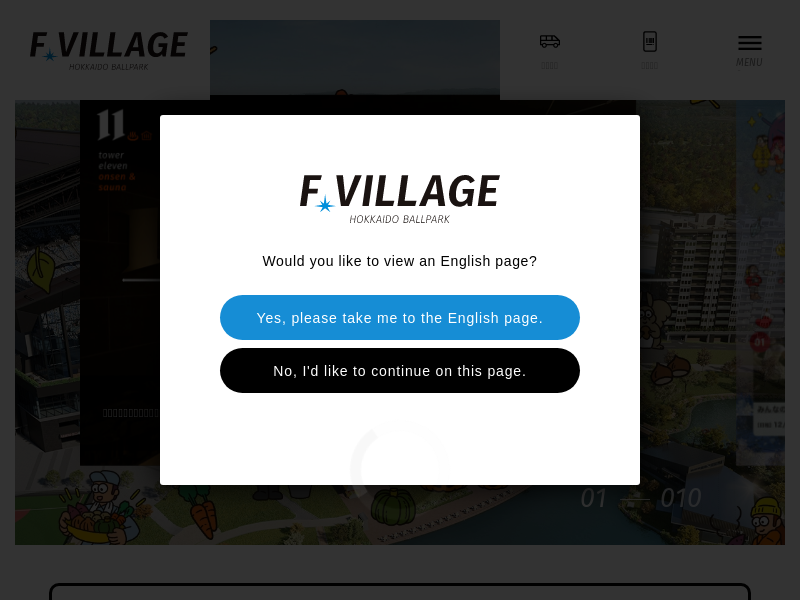 F VILLAGE
HOKKAIDO BALLPARK
MENU
11
tower
eleven
onsen &
sauna
F VILLAGE
HOKKAIDO BALLPARK
Would you like to view an English page?
Yes, please take me to the English page.
No, I'd like to continue on this page.
01 — 010